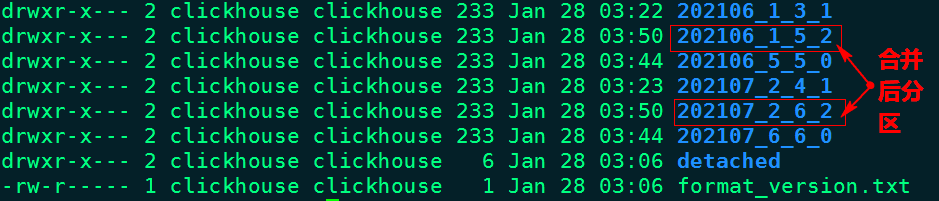 drwxr-x--- 2 clickhouse clickhouse 233 Jan 28 03:22 202106_1_3_1
drwxr-x--- 2 clickhouse clickhouse 233 Jan 28 03:50 202106_1_5_2
drwxr-x--- 2 clickhouse clickhouse 233 Jan 28 03:44 202106_5_5_0
drwxr-x--- 2 clickhouse clickhouse 233 Jan 28 03:23 202107_2_4_1
drwxr-x--- 2 clickhouse clickhouse 233 Jan 28 03:50 202107_2_6_2
drwxr-x--- 2 clickhouse clickhouse 233 Jan 28 03:44 202107_6_6_0
drwxr-x--- 2 clickhouse clickhouse   6 Jan 28 03:06 detached
-rw-r----- 1 clickhouse clickhouse   1 Jan 28 03:06 format_version.txt
合并
后分
区